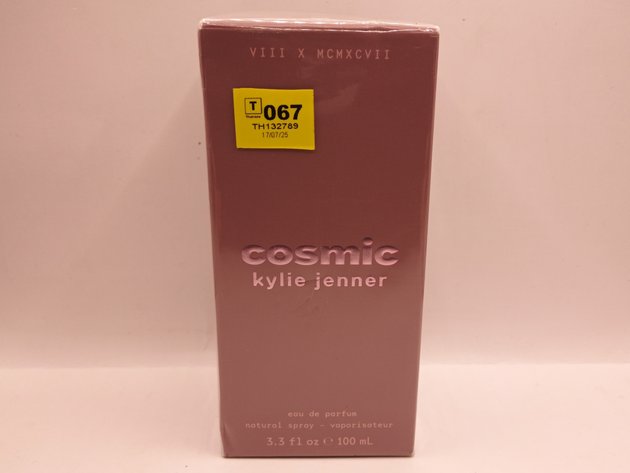 VIII X MCMXCVII
T 067
TH132789
17/07/25
cosmic
kylie jenner
eau de parfum
natural spray – vaporisateur
3.3 fl oz e 100 mL